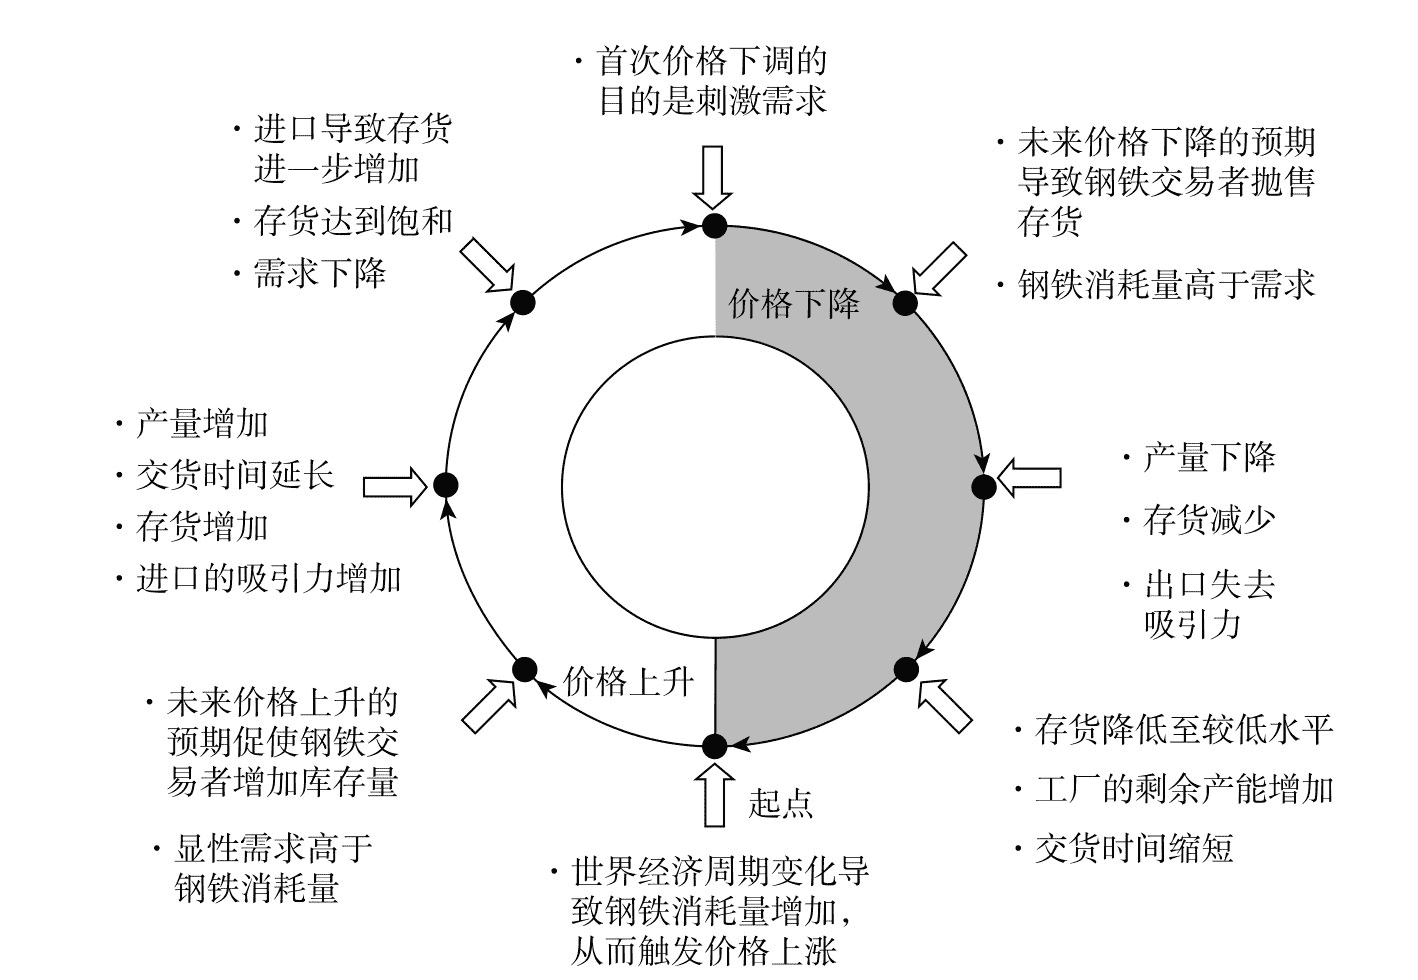 · 首次价格下调的
目的是刺激需求
· 进口导致存货
进一步增加
· 存货达到饱和
· 需求下降
· 未来价格下降的预期
导致钢铁交易者抛售
存货
· 钢铁消耗量高于需求
价格下降
· 产量增加
· 交货时间延长
· 存货增加
· 进口的吸引力增加
· 产量下降
· 存货减少
· 出口失去
吸引力
价格上升
· 未来价格上升的
预期促使钢铁交
易者增加库存量
· 显性需求高于
钢铁消耗量
· 存货降低至较低水平
· 工厂的剩余产能增加
· 交货时间缩短
起点
· 世界经济周期变化导
致钢铁消耗量增加，
从而触发价格上涨